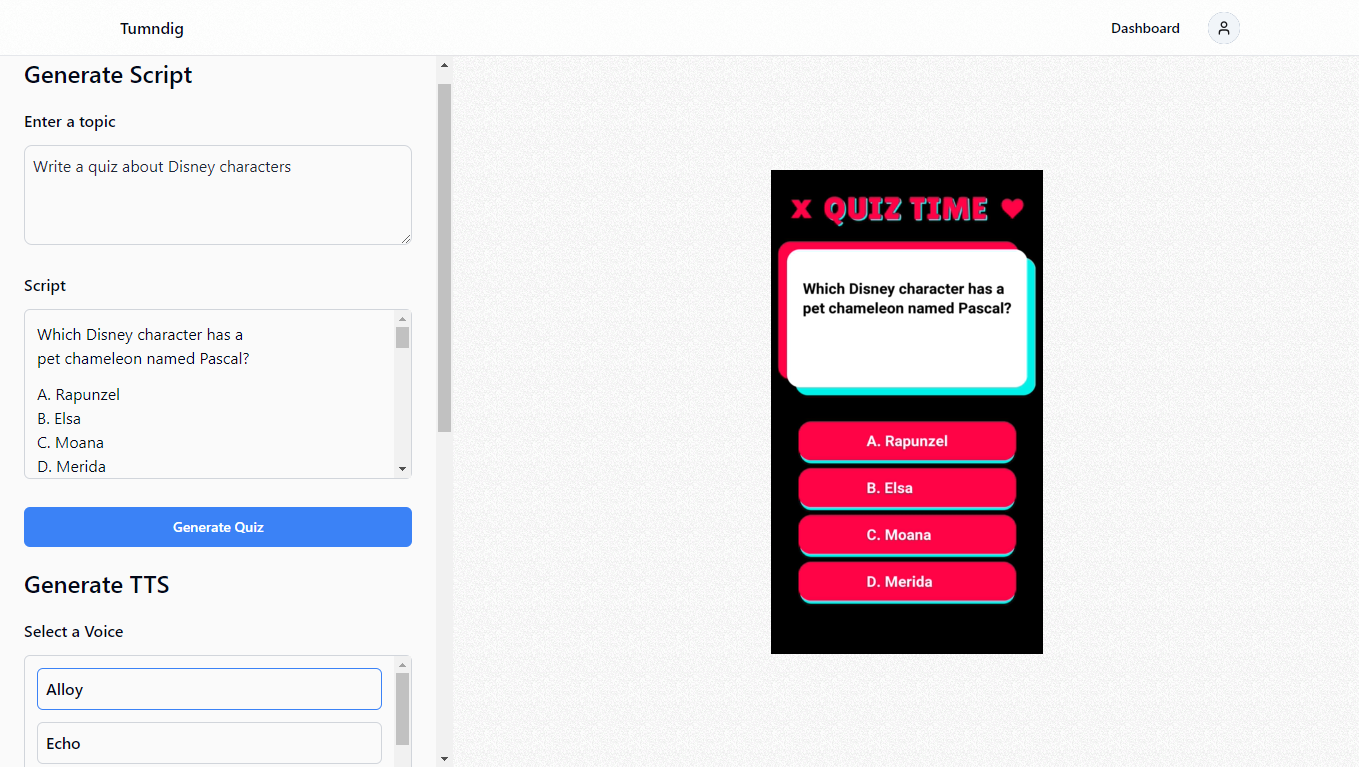 Tumndig
Dashboard
Generate Script
Enter a topic
Write a quiz about Disney characters
Script
Which Disney character has a
pet chameleon named Pascal?
A. Rapunzel
B. Elsa
C. Moana
D. Merida
Generate Quiz
Generate TTS
Select a Voice
Alloy
Echo
X QUIZ TIME
Which Disney character has a
pet chameleon named Pascal?
A. Rapunzel
B. Elsa
C. Moana
D. Merida